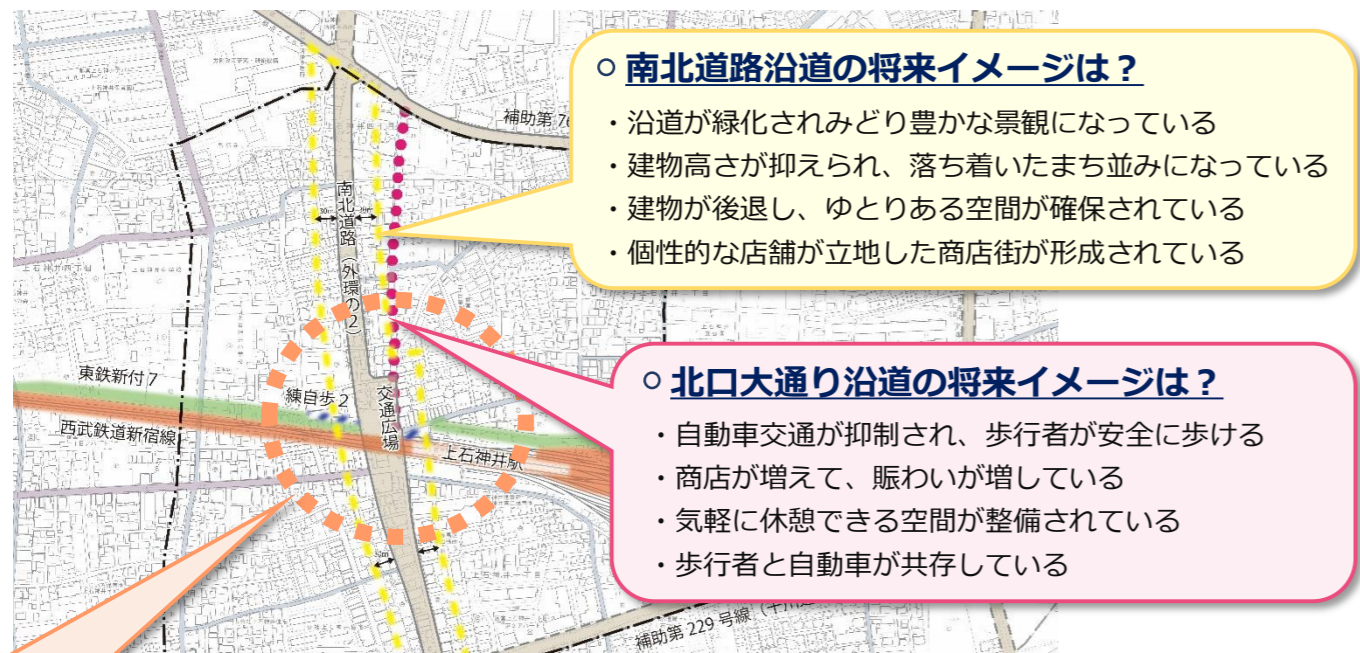 ○ 南北道路沿道の将来イメージは？
・沿道が緑化されみどり豊かな景観になっている
・建物高さが抑えられ、落ち着いたまち並みになっている
・建物が後退し、ゆとりある空間が確保されている
・個性的な店舗が立地した商店街が形成されている
補助第 76
南北道路（外環の２）
○ 北口大通り沿道の将来イメージは？
・自動車交通が抑制され、歩行者が安全に歩ける
・商店が増えて、賑わいが増している
・気軽に休憩できる空間が整備されている
・歩行者と自動車が共存している
東鉄新付７
練自歩２
交通広場
西武鉄道新宿線
上石神井駅
補助第 229 号線